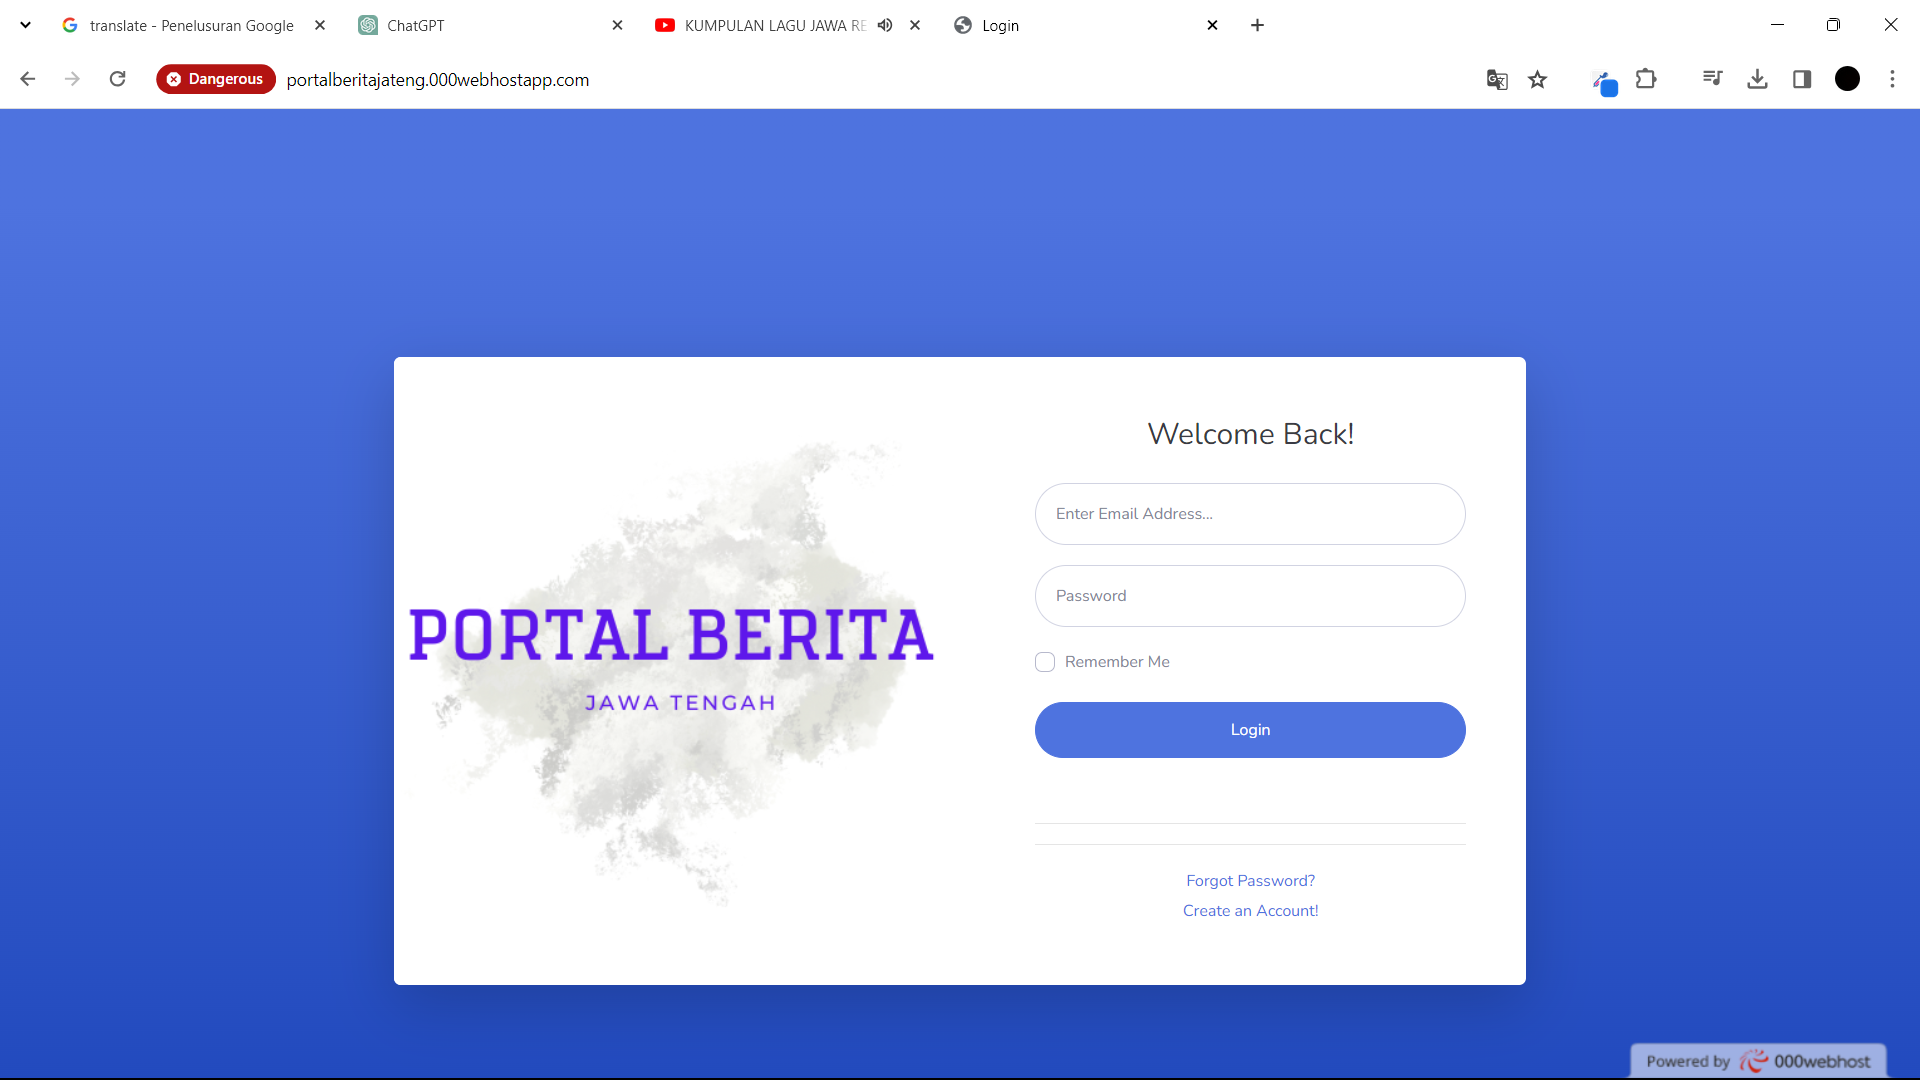 translate - Penelusuran Google
ChatGPT
KUMPULAN LAGU JAWA RE
Login
Dangerous
portalberitajateng.000webhostapp.com
PORTAL BERITA
JAWA TENGAH
Welcome Back!
Enter Email Address...
Password
Remember Me
Login
Forgot Password?
Create an Account!
Powered by 000webhost